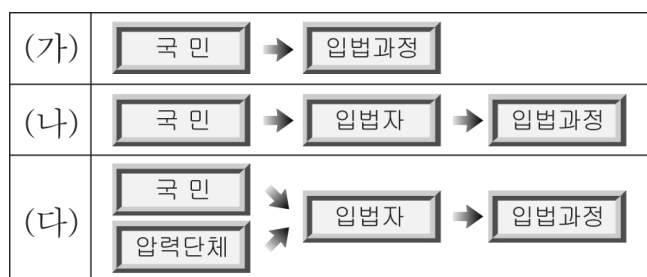 (가) 국 민 입법과정
(나) 국 민 입법자 입법과정
(다) 국 민
압력단체
입법자 입법과정